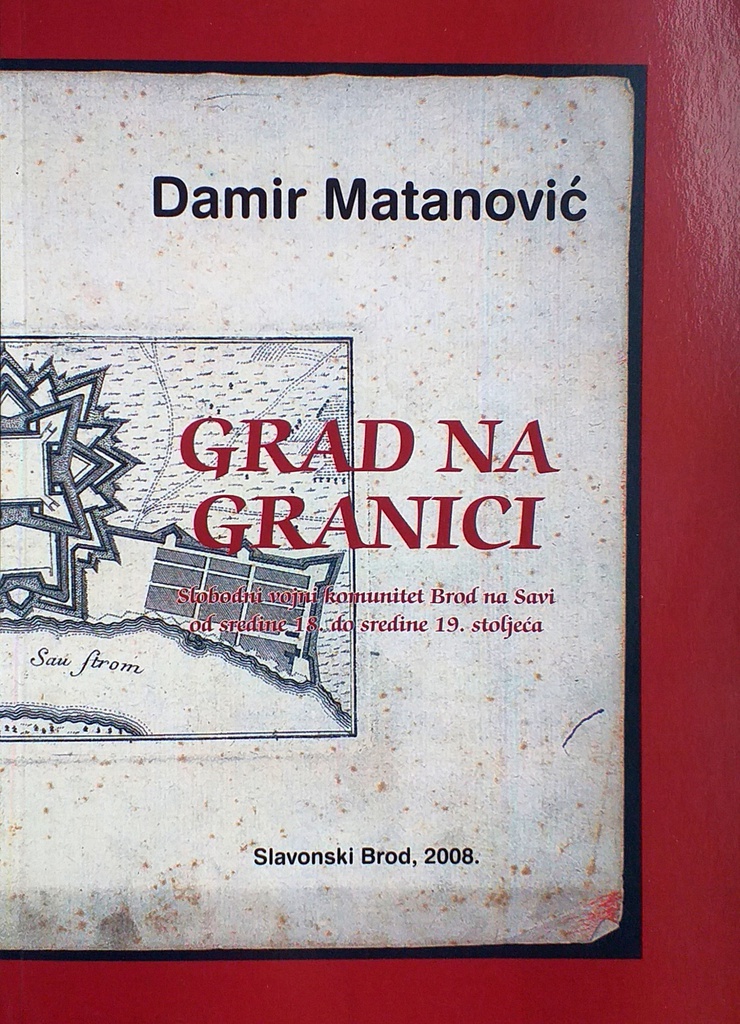 Damir Matanović
GRAD NA
GRANICI
Slobodni vojni komunitet Brod na Savi
od sredine 18. do sredine 19. stoljeća
Sau strom
Slavonski Brod, 2008.